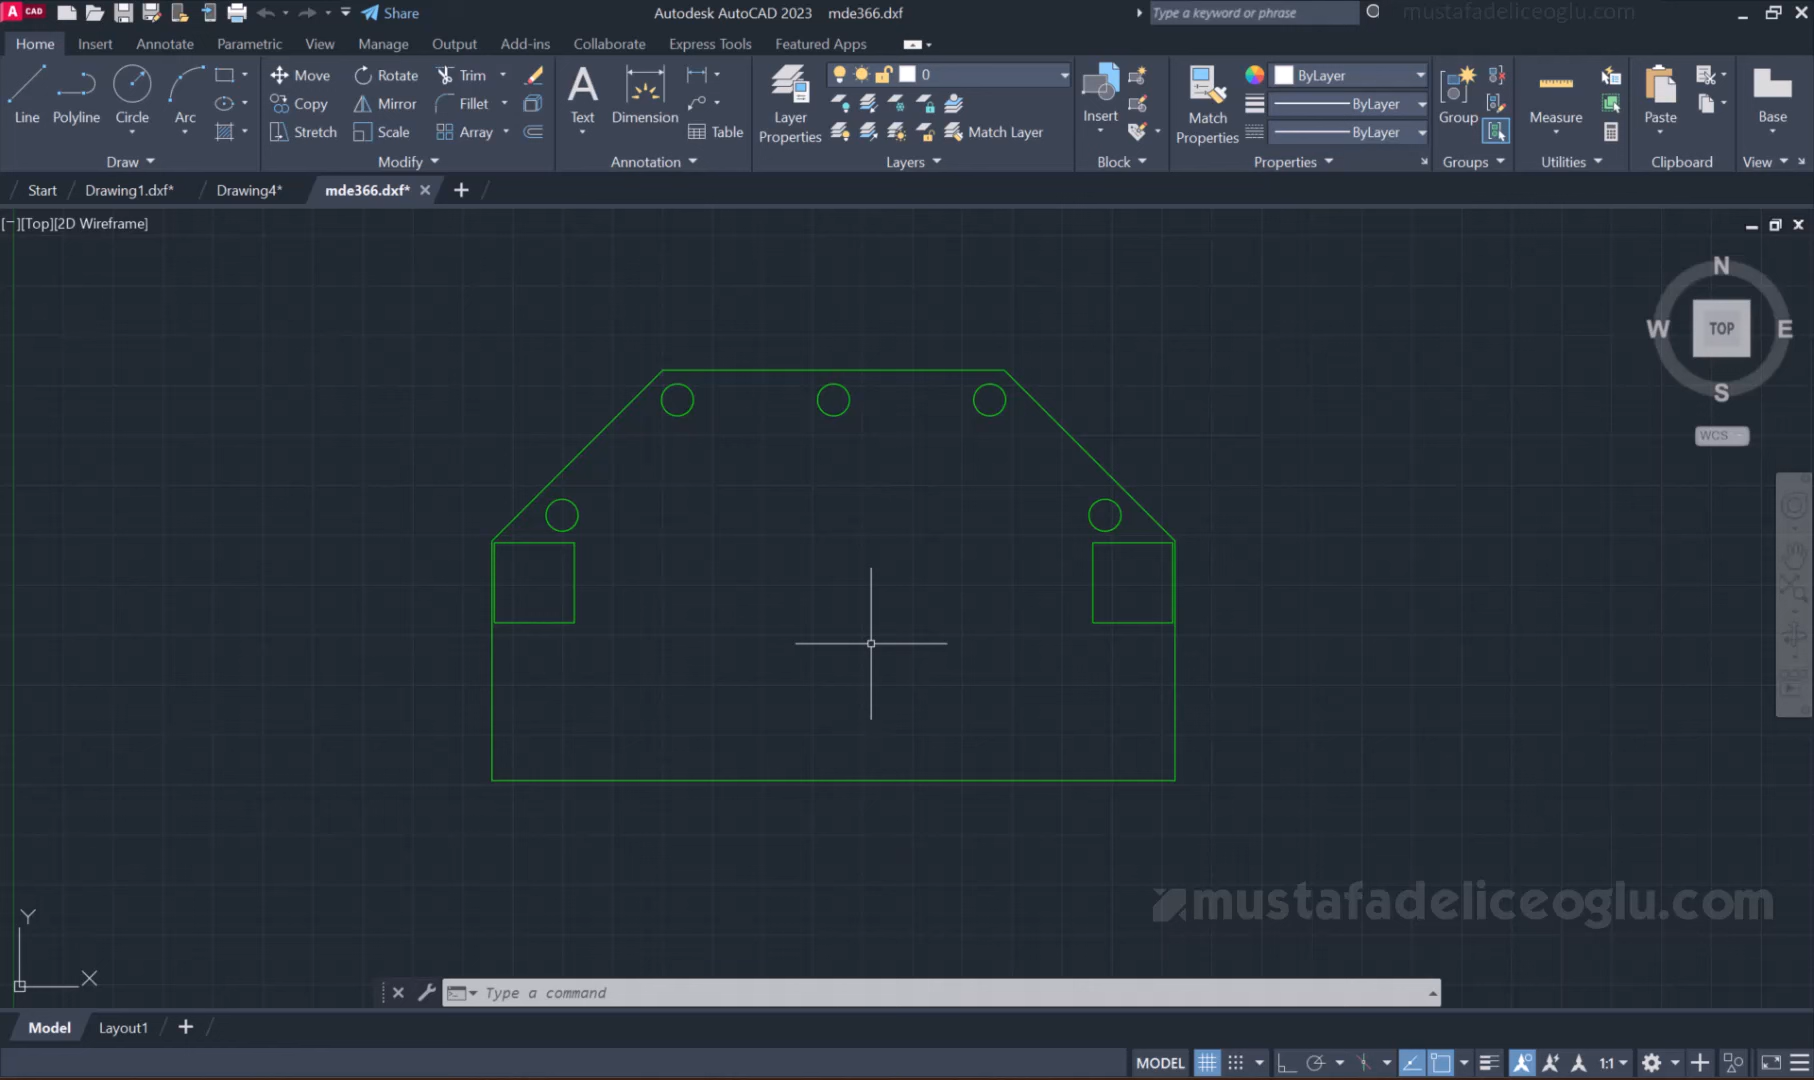 A CAD Share Autodesk AutoCAD 2023 mde366.dxf Type a keyword or phrase mustafadeliceoglu.com
Home Insert Annotate Parametric View Manage Output Add-ins Collaborate Express Tools Featured Apps
Line Polyline Circle Arc
Draw
Move Rotate Trim
Copy Mirror Fillet
Stretch Scale Array
Modify
Text Dimension Table
Annotation
Layer Properties
0
Match Layer
Layers
Insert
Block
Match Properties
ByLayer
ByLayer
ByLayer
Properties
Group
Groups
Measure
Utilities
Paste
Clipboard
Base
View
Start Drawing1.dxf* Drawing4* mde366.dxf*
[−][Top][2D Wireframe]
N
W TOP E
S
WCS
mustafadeliceoglu.com
Y
X
Type a command
Model Layout1
MODEL 1:1